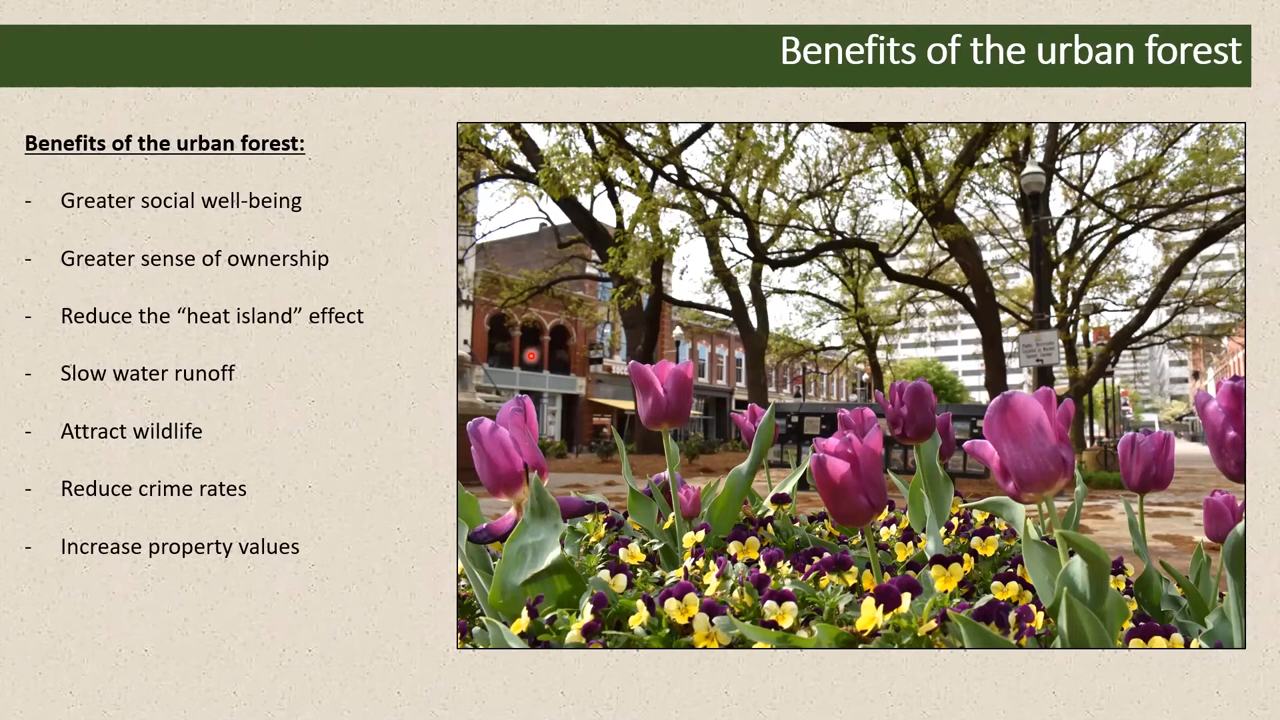 Benefits of the urban forest
Benefits of the urban forest:
- Greater social well-being
- Greater sense of ownership
- Reduce the “heat island” effect
- Slow water runoff
- Attract wildlife
- Reduce crime rates
- Increase property values